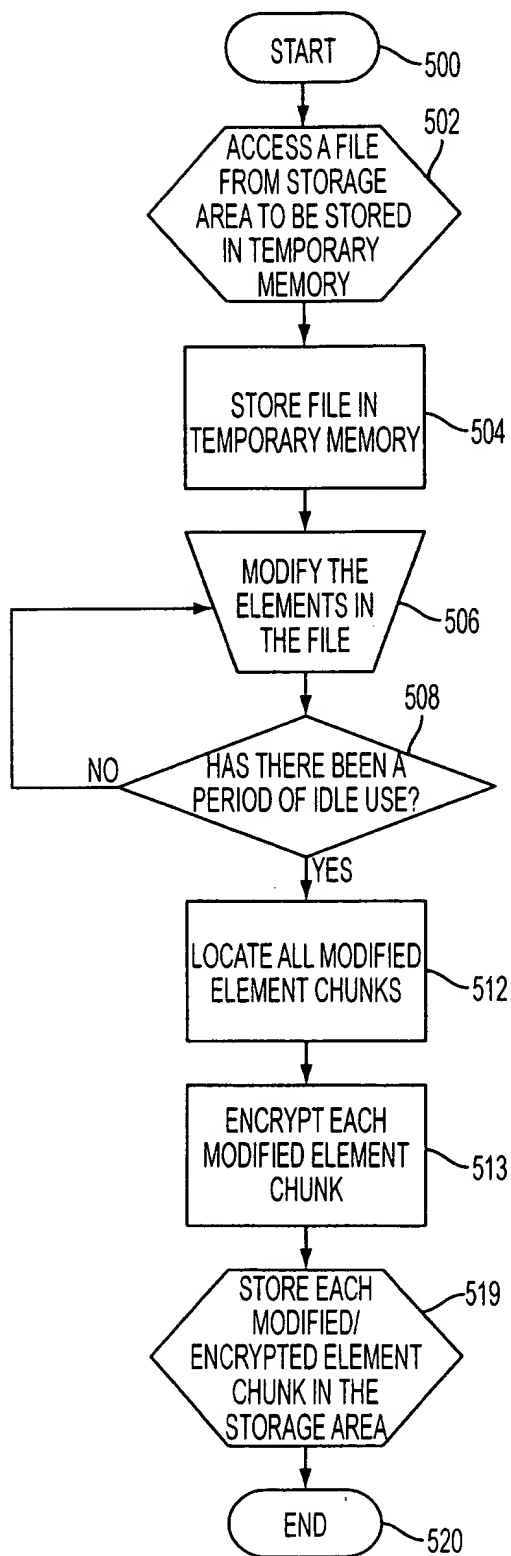 START
500
502
ACCESS A FILE
FROM STORAGE
AREA TO BE STORED
IN TEMPORARY
MEMORY
STORE FILE IN
TEMPORARY MEMORY
504
MODIFY THE
ELEMENTS IN
THE FILE
506
508
HAS THERE BEEN A
PERIOD OF IDLE USE?
NO
YES
LOCATE ALL MODIFIED
ELEMENT CHUNKS
512
ENCRYPT EACH
MODIFIED ELEMENT
CHUNK
513
519
STORE EACH
MODIFIED/
ENCRYPTED ELEMENT
CHUNK IN THE
STORAGE AREA
END
520